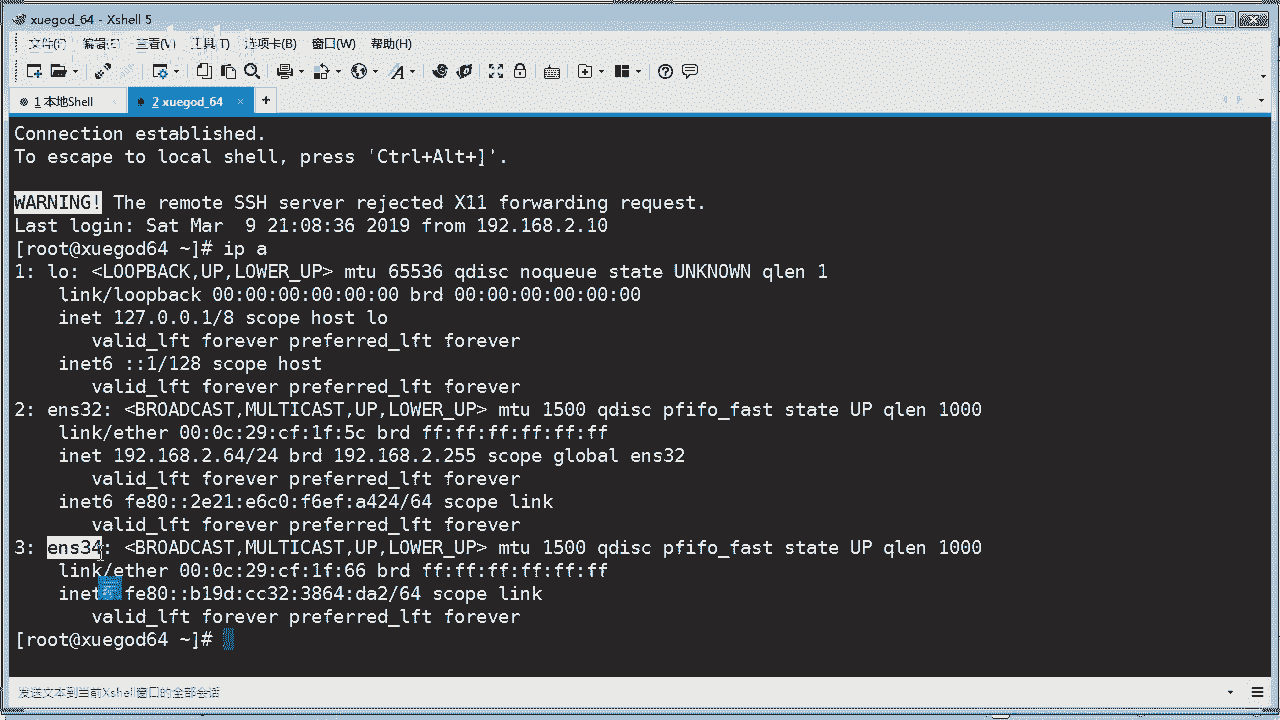 xuegod_64 - Xshell 5
文件(F) 编辑(E) 查看(V) 工具(T) 选项卡(B) 窗口(W) 帮助(H)
1 本地Shell
2 xuegod_64
Connection established.
To escape to local shell, press 'Ctrl+Alt+]'.
WARNING! The remote SSH server rejected X11 forwarding request.
Last login: Sat Mar  9 21:08:36 2019 from 192.168.2.10
[root@xuegod64 ~]# ip a
1: lo: <LOOPBACK,UP,LOWER_UP> mtu 65536 qdisc noqueue state UNKNOWN qlen 1
link/loopback 00:00:00:00:00:00 brd 00:00:00:00:00:00
inet 127.0.0.1/8 scope host lo
valid_lft forever preferred_lft forever
inet6 ::1/128 scope host
valid_lft forever preferred_lft forever
2: ens32: <BROADCAST,MULTICAST,UP,LOWER_UP> mtu 1500 qdisc pfifo_fast state UP qlen 1000
link/ether 00:0c:29:cf:1f:5c brd ff:ff:ff:ff:ff:ff
inet 192.168.2.64/24 brd 192.168.2.255 scope global ens32
valid_lft forever preferred_lft forever
inet6 fe80::2e21:e6c0:f6ef:a424/64 scope link
valid_lft forever preferred_lft forever
3: ens34: <BROADCAST,MULTICAST,UP,LOWER_UP> mtu 1500 qdisc pfifo_fast state UP qlen 1000
link/ether 00:0c:29:cf:1f:66 brd ff:ff:ff:ff:ff:ff
inet fe80::b19d:cc32:3864:da2/64 scope link
valid_lft forever preferred_lft forever
[root@xuegod64 ~]#
发送文本到当前Xshell窗口的全部会话